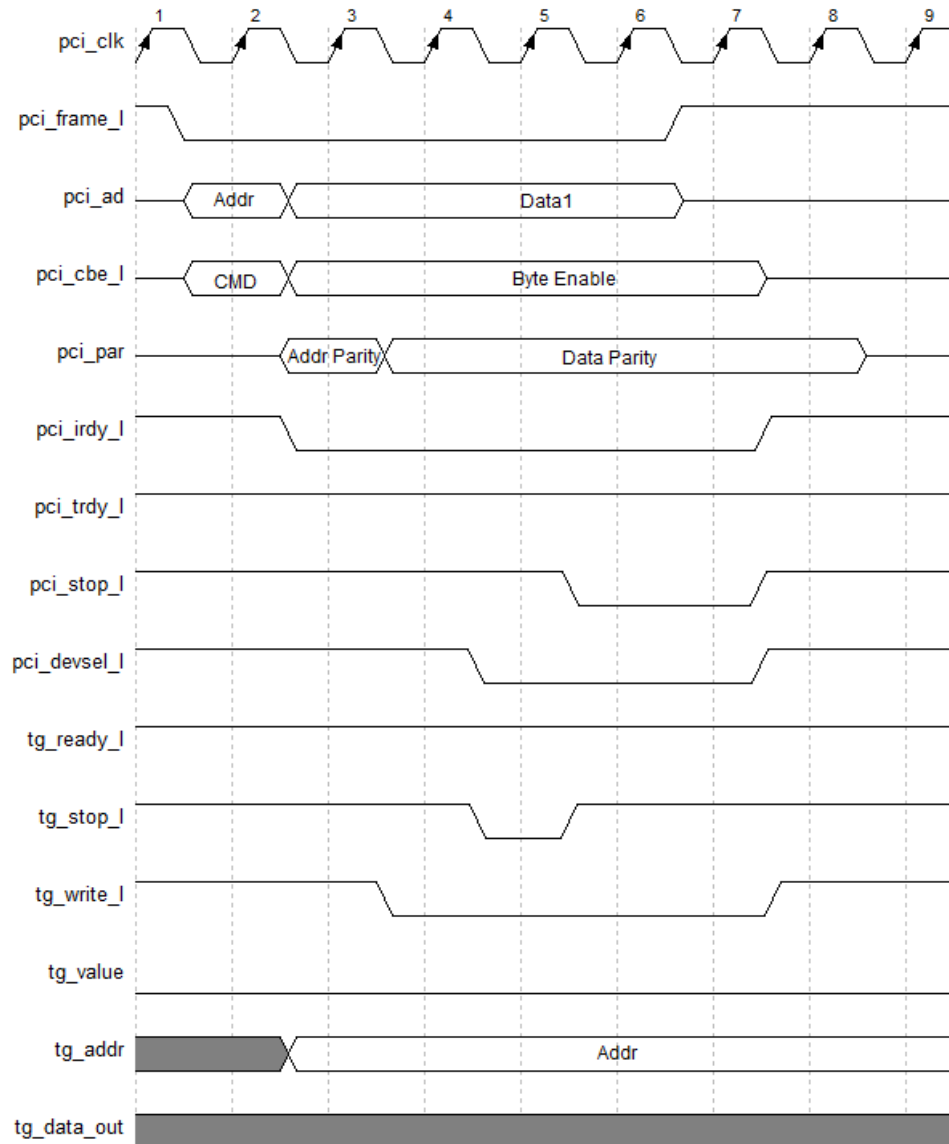 1 2 3 4 5 6 7 8 9
pci_clk
pci_frame_l
pci_ad Addr Data1
pci_cbe_l CMD Byte Enable
pci_par Addr Parity Data Parity
pci_irdy_l
pci_trdy_l
pci_stop_l
pci_devsel_l
tg_ready_l
tg_stop_l
tg_write_l
tg_value
tg_addr Addr
tg_data_out